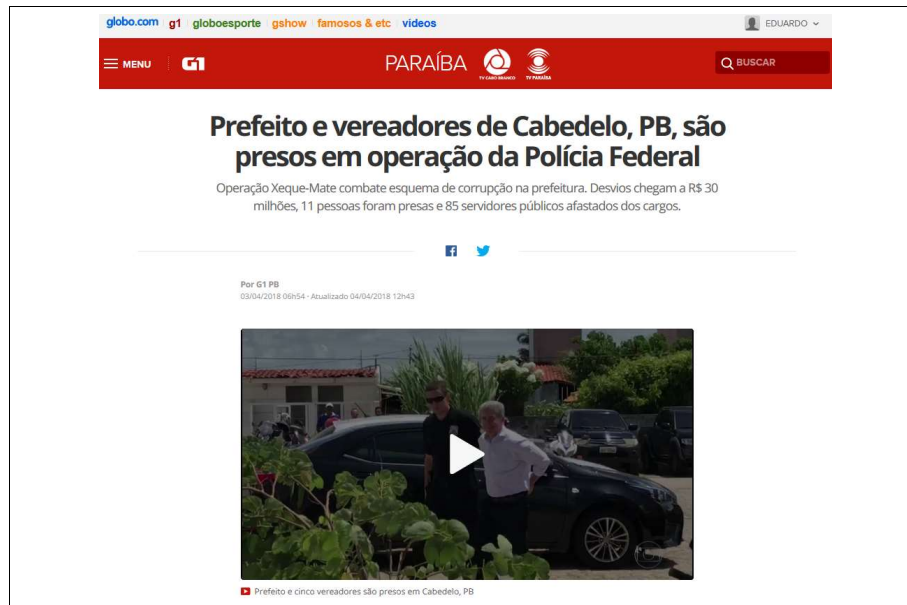 globo.com g1 globoesporte gshow famosos & etc vídeos EDUARDO
MENU G1 PARAÍBA TV CABO BRANCO TV PARAÍBA BUSCAR
Prefeito e vereadores de Cabedelo, PB, são
presos em operação da Polícia Federal
Operação Xeque-Mate combate esquema de corrupção na prefeitura. Desvios chegam a R$ 30
milhões, 11 pessoas foram presas e 85 servidores públicos afastados dos cargos.
Por G1 PB
03/04/2018 06h54 · Atualizado 04/04/2018 12h43
Prefeito e cinco vereadores são presos em Cabedelo, PB